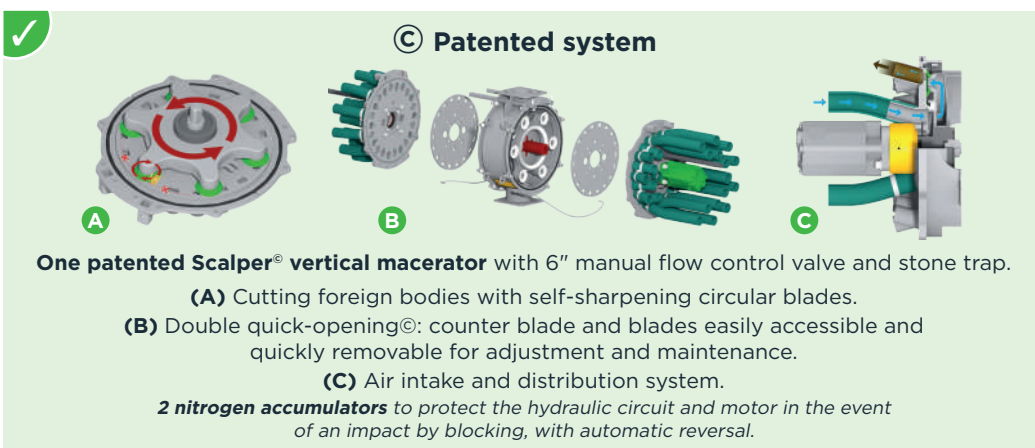 © Patented system
A
B
C
One patented Scalper© vertical macerator with 6" manual flow control valve and stone trap.
(A) Cutting foreign bodies with self-sharpening circular blades.
(B) Double quick-opening©: counter blade and blades easily accessible and
quickly removable for adjustment and maintenance.
(C) Air intake and distribution system.
2 nitrogen accumulators to protect the hydraulic circuit and motor in the event
of an impact by blocking, with automatic reversal.